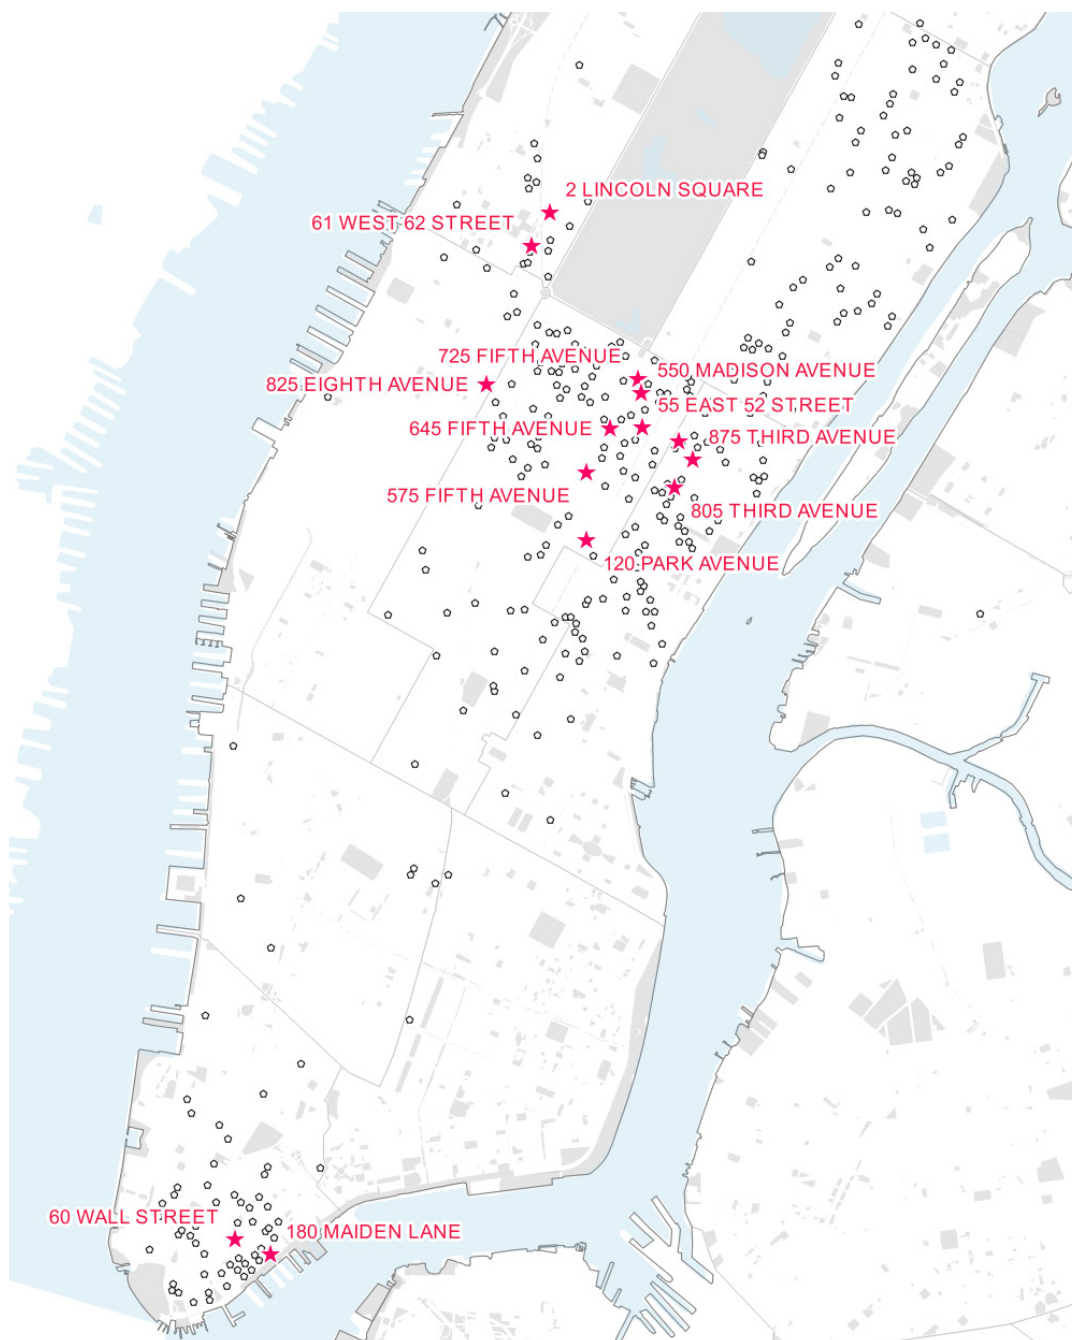 2 LINCOLN SQUARE
61 WEST 62 STREET
725 FIFTH AVENUE
550 MADISON AVENUE
825 EIGHTH AVENUE
55 EAST 52 STREET
645 FIFTH AVENUE
875 THIRD AVENUE
575 FIFTH AVENUE
805 THIRD AVENUE
120 PARK AVENUE
60 WALL STREET
180 MAIDEN LANE